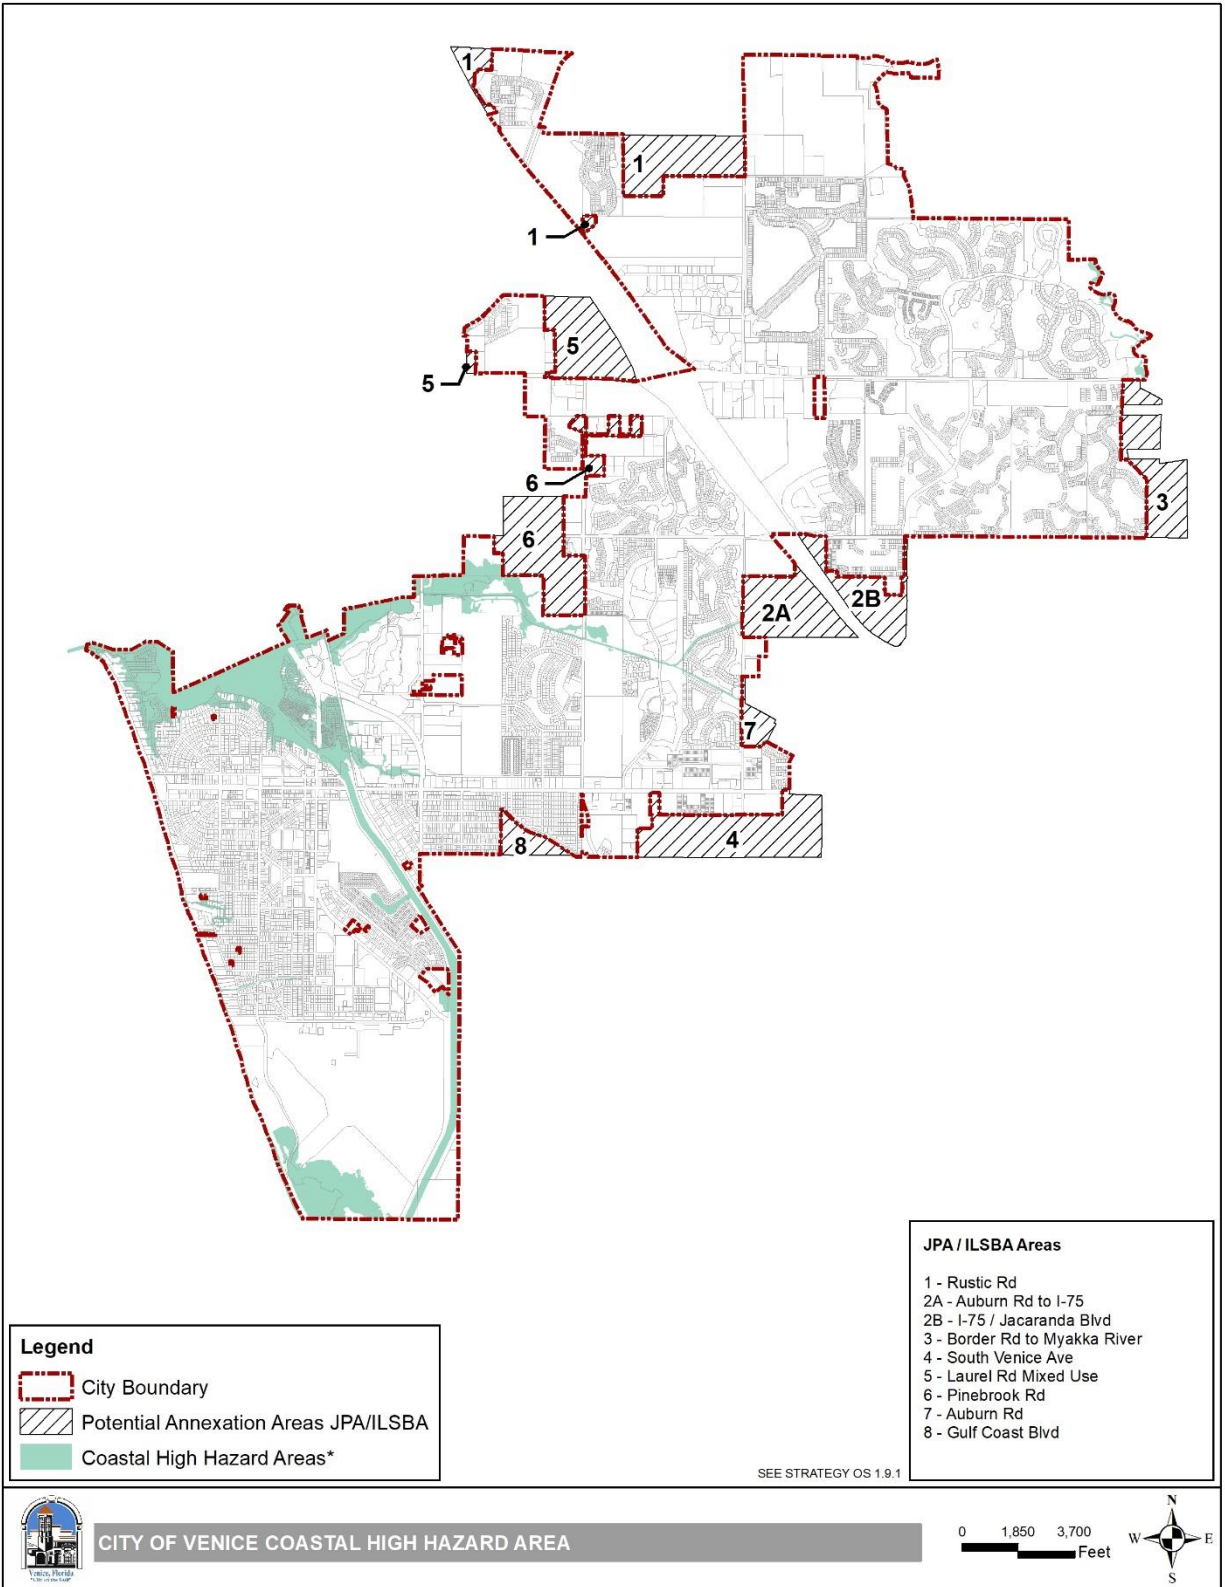 1
1
1
5
5
6
6
3
2A
2B
7
4
8
JPA / ILSBA Areas
1 - Rustic Rd
2A - Auburn Rd to I-75
2B - I-75 / Jacaranda Blvd
3 - Border Rd to Myakka River
4 - South Venice Ave
5 - Laurel Rd Mixed Use
6 - Pinebrook Rd
7 - Auburn Rd
8 - Gulf Coast Blvd
Legend
City Boundary
Potential Annexation Areas JPA/ILSBA
Coastal High Hazard Areas*
SEE STRATEGY OS 1.9.1
Venice, Florida
CITY OF VENICE COASTAL HIGH HAZARD AREA
0 1,850 3,700
Feet
N
W E
S